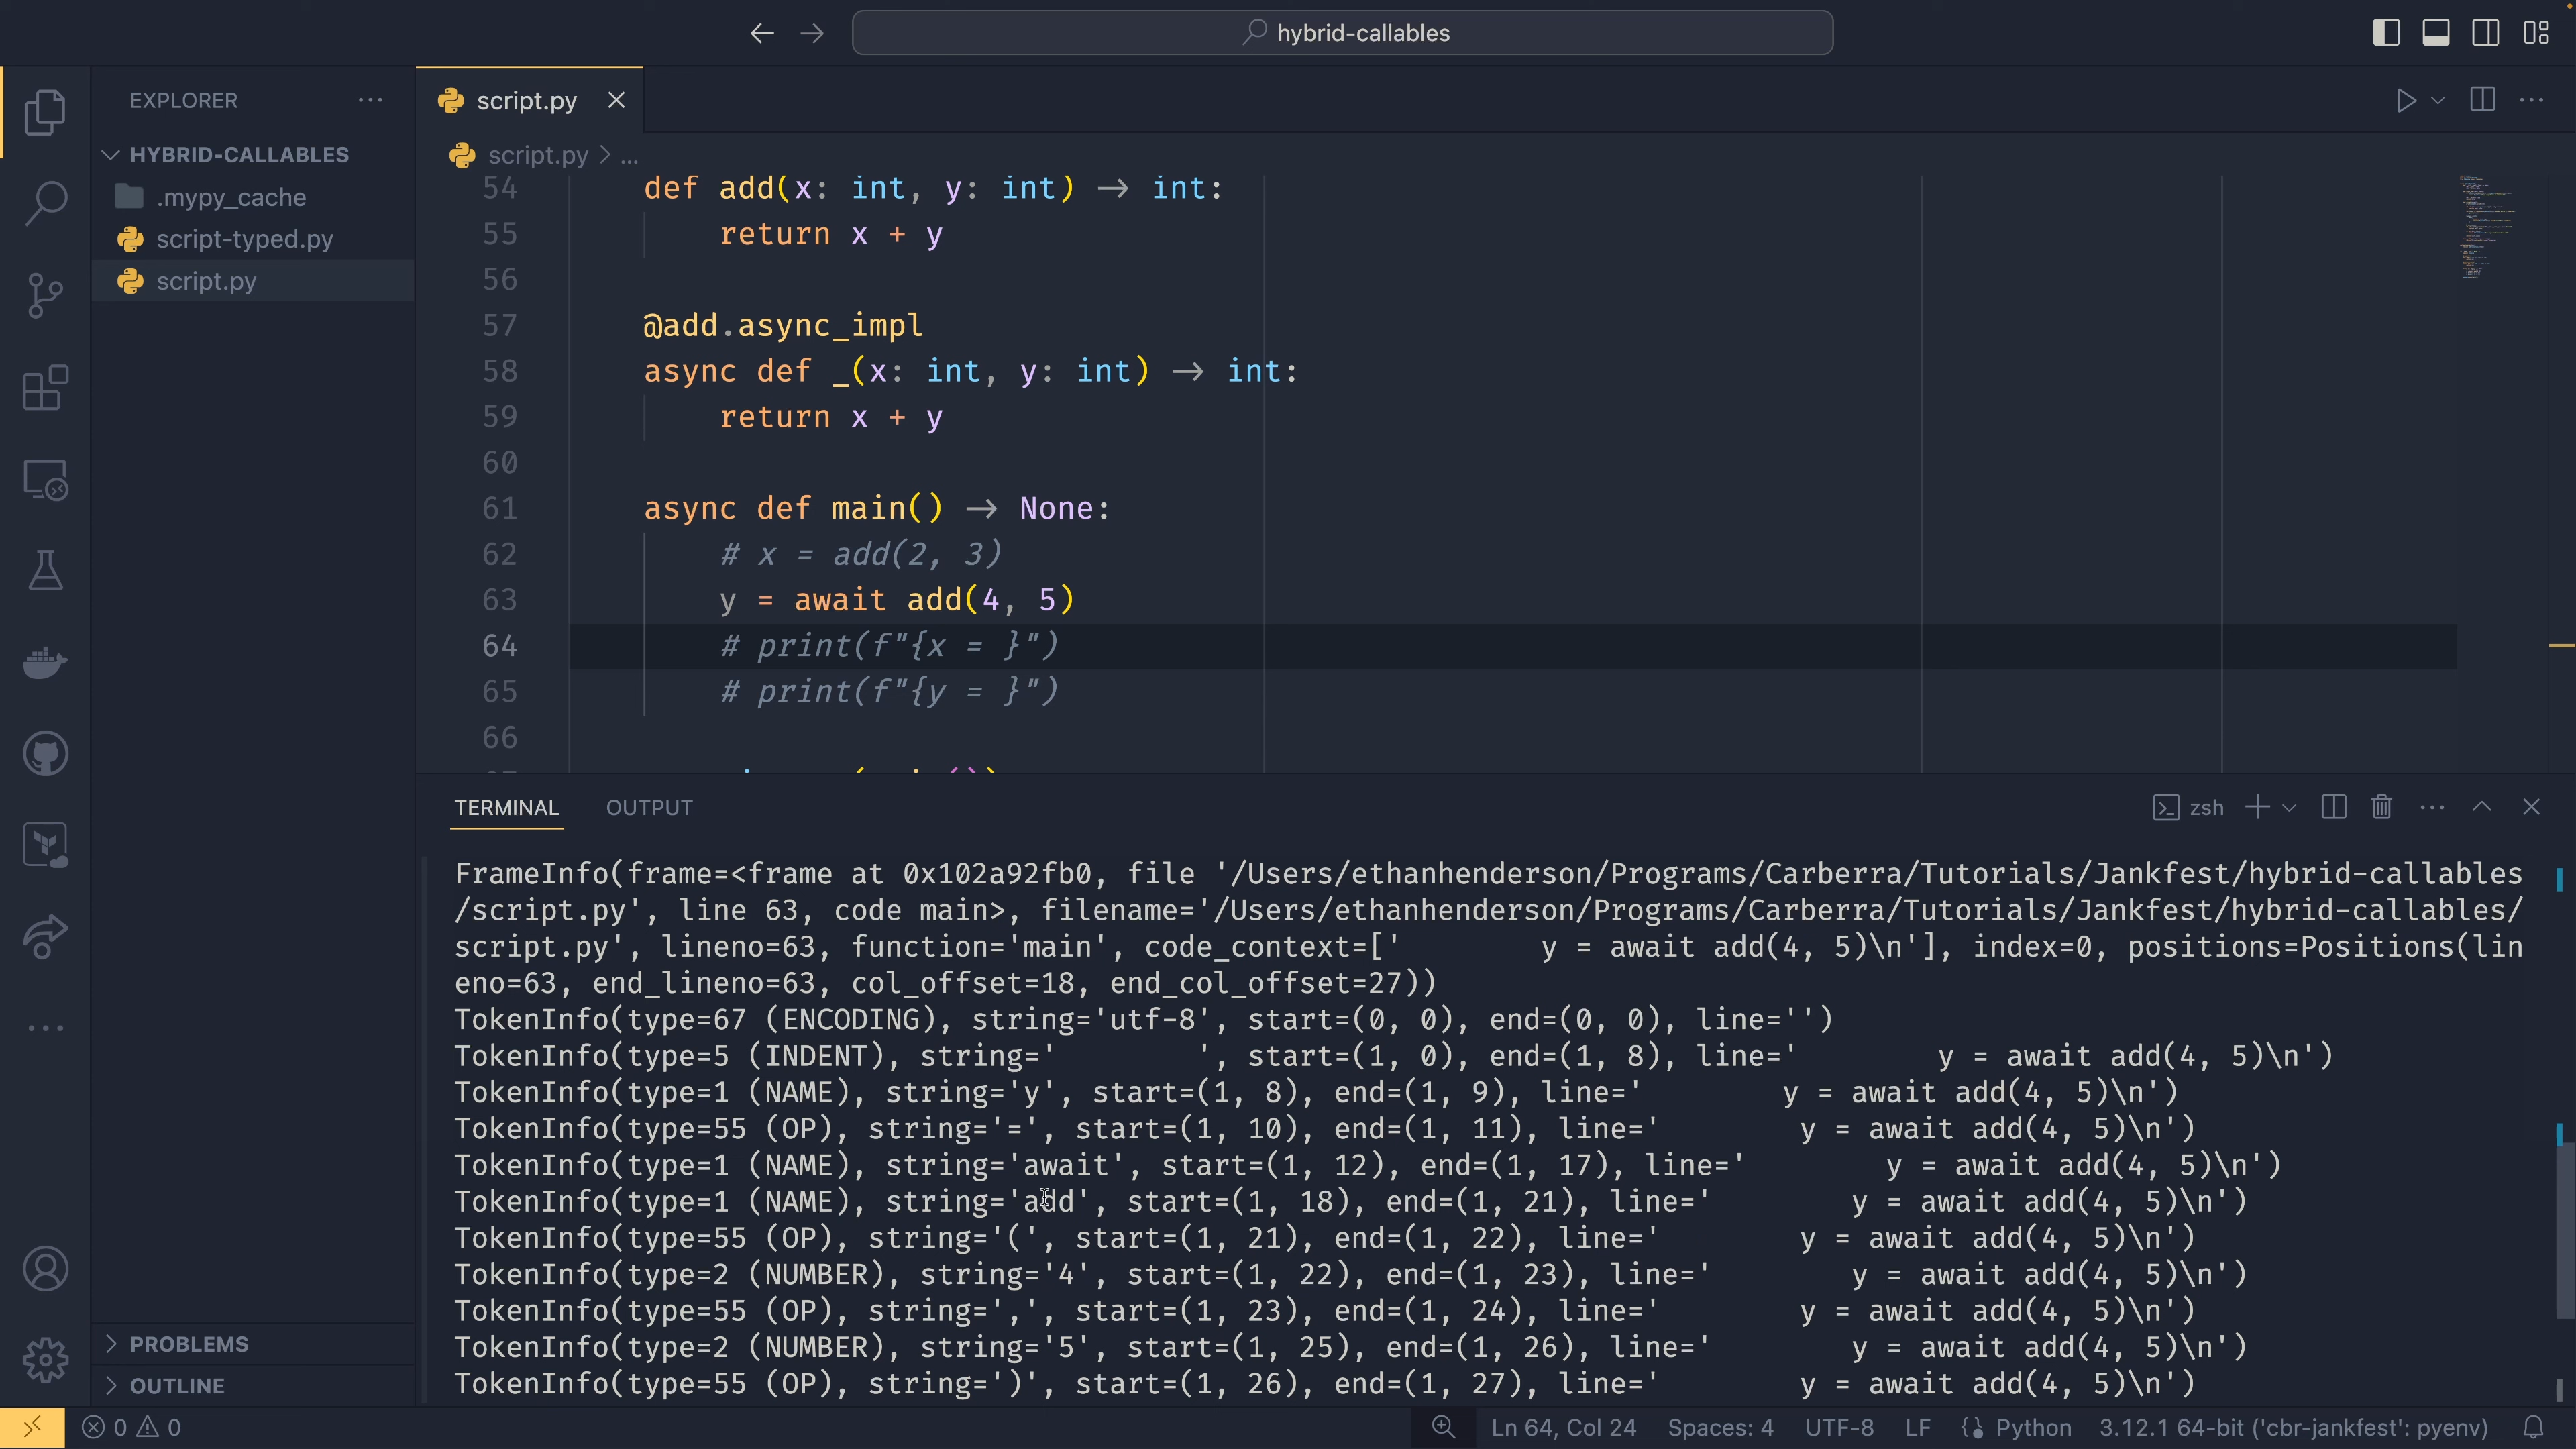 hybrid-callables
EXPLORER
HYBRID-CALLABLES
.mypy_cache
script-typed.py
script.py
PROBLEMS
OUTLINE
script.py
script.py > ...
54 def add(x: int, y: int) → int:
55 return x + y
56
57 @add.async_impl
58 async def _(x: int, y: int) → int:
59 return x + y
60
61 async def main() → None:
62 # x = add(2, 3)
63 y = await add(4, 5)
64 # print(f"{x = }")
65 # print(f"{y = }")
66
TERMINAL OUTPUT
zsh
FrameInfo(frame=<frame at 0x102a92fb0, file '/Users/ethanhenderson/Programs/Carberra/Tutorials/Jankfest/hybrid-callables
/script.py', line 63, code main>, filename='/Users/ethanhenderson/Programs/Carberra/Tutorials/Jankfest/hybrid-callables/
script.py', lineno=63, function='main', code_context=['        y = await add(4, 5)\n'], index=0, positions=Positions(lin
eno=63, end_lineno=63, col_offset=18, end_col_offset=27))
TokenInfo(type=67 (ENCODING), string='utf-8', start=(0, 0), end=(0, 0), line='')
TokenInfo(type=5 (INDENT), string='        ', start=(1, 0), end=(1, 8), line='        y = await add(4, 5)\n')
TokenInfo(type=1 (NAME), string='y', start=(1, 8), end=(1, 9), line='        y = await add(4, 5)\n')
TokenInfo(type=55 (OP), string='=', start=(1, 10), end=(1, 11), line='        y = await add(4, 5)\n')
TokenInfo(type=1 (NAME), string='await', start=(1, 12), end=(1, 17), line='        y = await add(4, 5)\n')
TokenInfo(type=1 (NAME), string='add', start=(1, 18), end=(1, 21), line='        y = await add(4, 5)\n')
TokenInfo(type=55 (OP), string='(', start=(1, 21), end=(1, 22), line='        y = await add(4, 5)\n')
TokenInfo(type=2 (NUMBER), string='4', start=(1, 22), end=(1, 23), line='        y = await add(4, 5)\n')
TokenInfo(type=55 (OP), string=',', start=(1, 23), end=(1, 24), line='        y = await add(4, 5)\n')
TokenInfo(type=2 (NUMBER), string='5', start=(1, 25), end=(1, 26), line='        y = await add(4, 5)\n')
TokenInfo(type=55 (OP), string=')', start=(1, 26), end=(1, 27), line='        y = await add(4, 5)\n')
0 0 Ln 64, Col 24 Spaces: 4 UTF-8 LF Python 3.12.1 64-bit ('cbr-jankfest': pyenv)